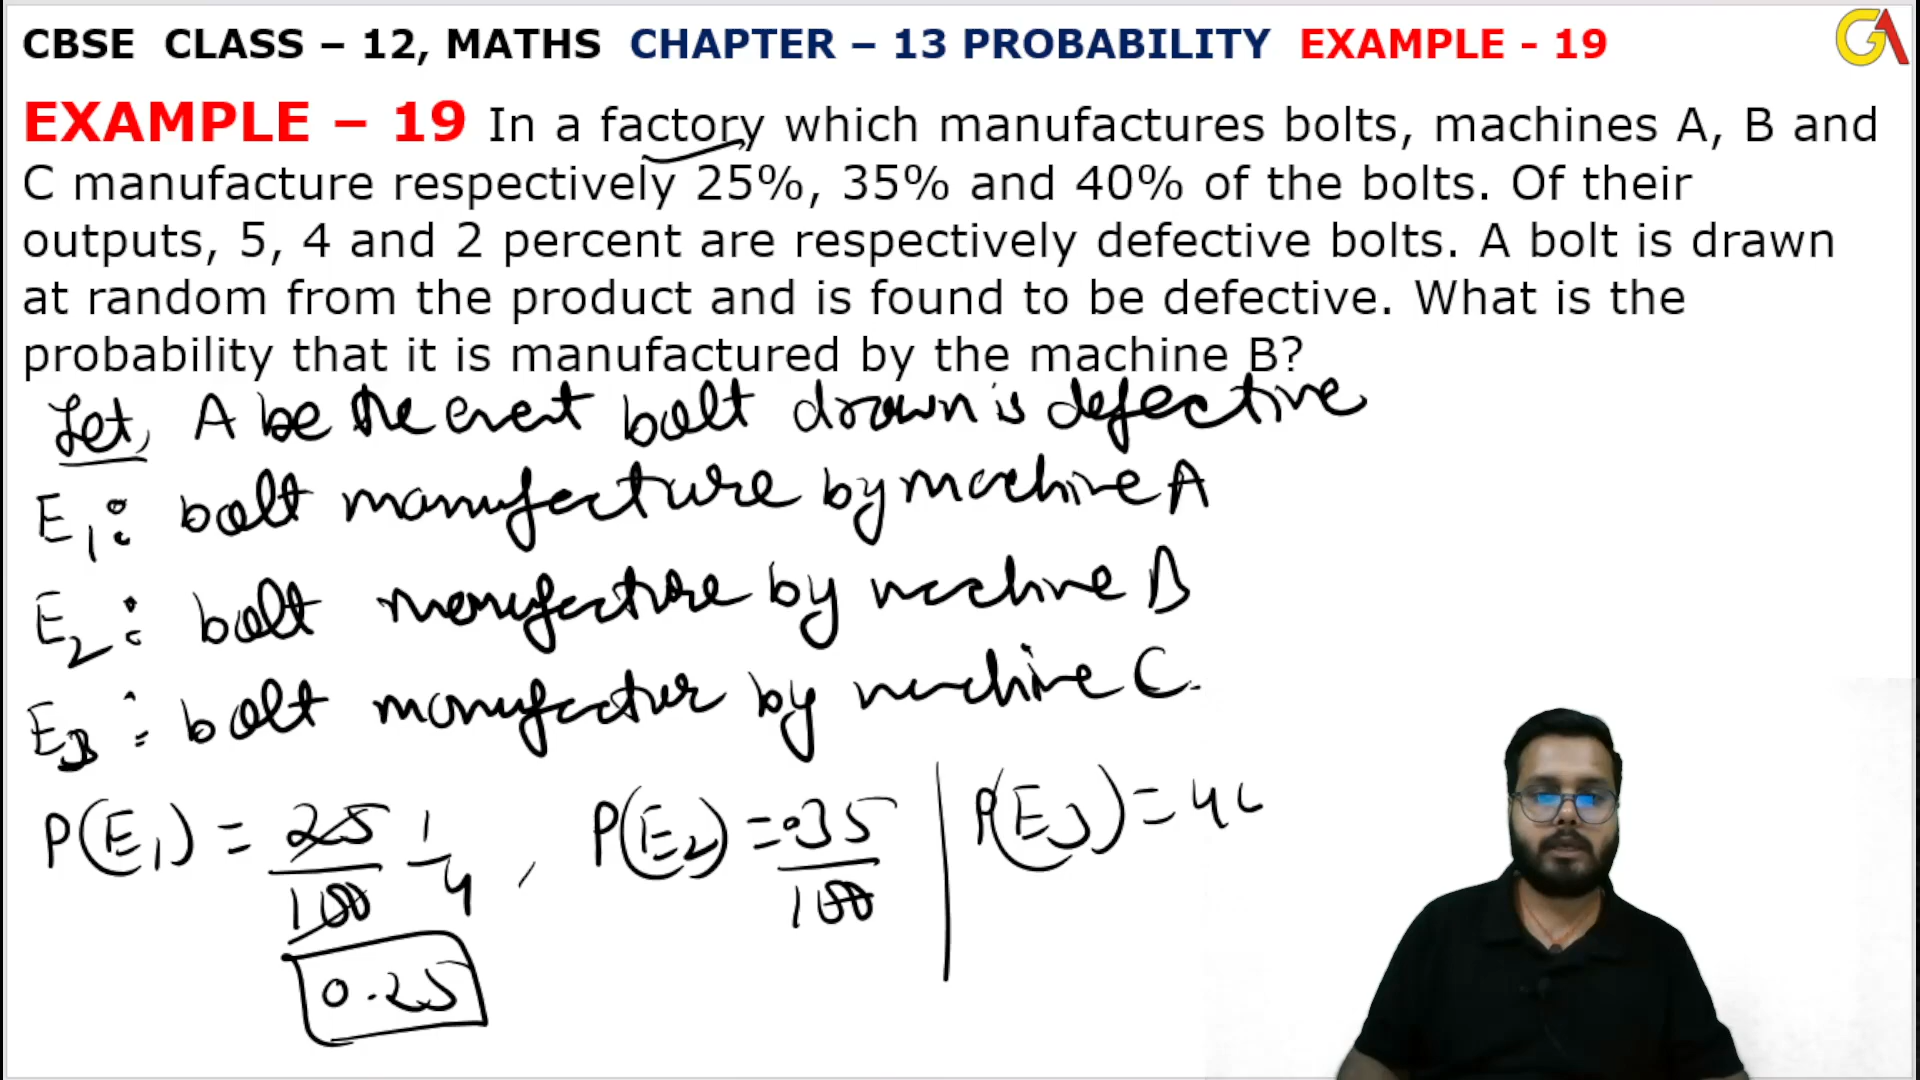 CBSE CLASS – 12, MATHS CHAPTER – 13 PROBABILITY EXAMPLE - 19
GA
EXAMPLE – 19 In a factory which manufactures bolts, machines A, B and
C manufacture respectively 25%, 35% and 40% of the bolts. Of their
outputs, 5, 4 and 2 percent are respectively defective bolts. A bolt is drawn
at random from the product and is found to be defective. What is the
probability that it is manufactured by the machine B?
Let, A be the event bolt drawn is defective
E₁: bolt manufacture by machine A
E₂: bolt manufacture by machine B
E₃: bolt manufactur by machine C.
P(E₁) = 25/100 1/4, P(E₂) = .35/100 | P(E₃) = 40
0.25